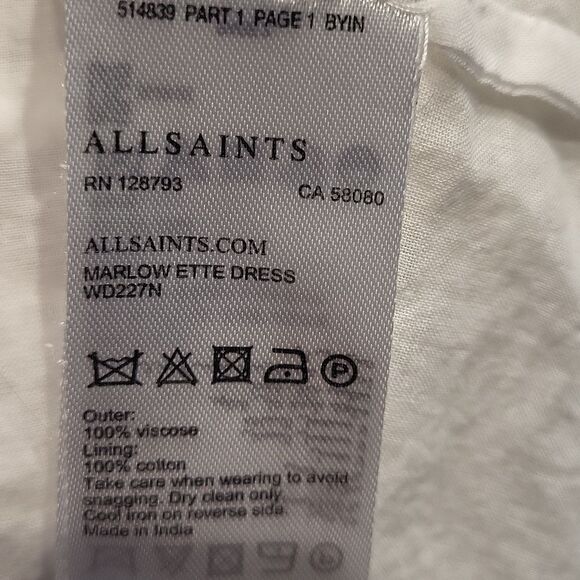 514839 PART 1 PAGE 1 BYIN
ALLSAINTS
RN 128793 CA 58080
ALLSAINTS.COM
MARLOW ETTE DRESS
WD227N
P
Outer:
100% viscose
Lining:
100% cotton
Take care when wearing to avoid
snagging. Dry clean only.
Cool iron on reverse side.
Made in India